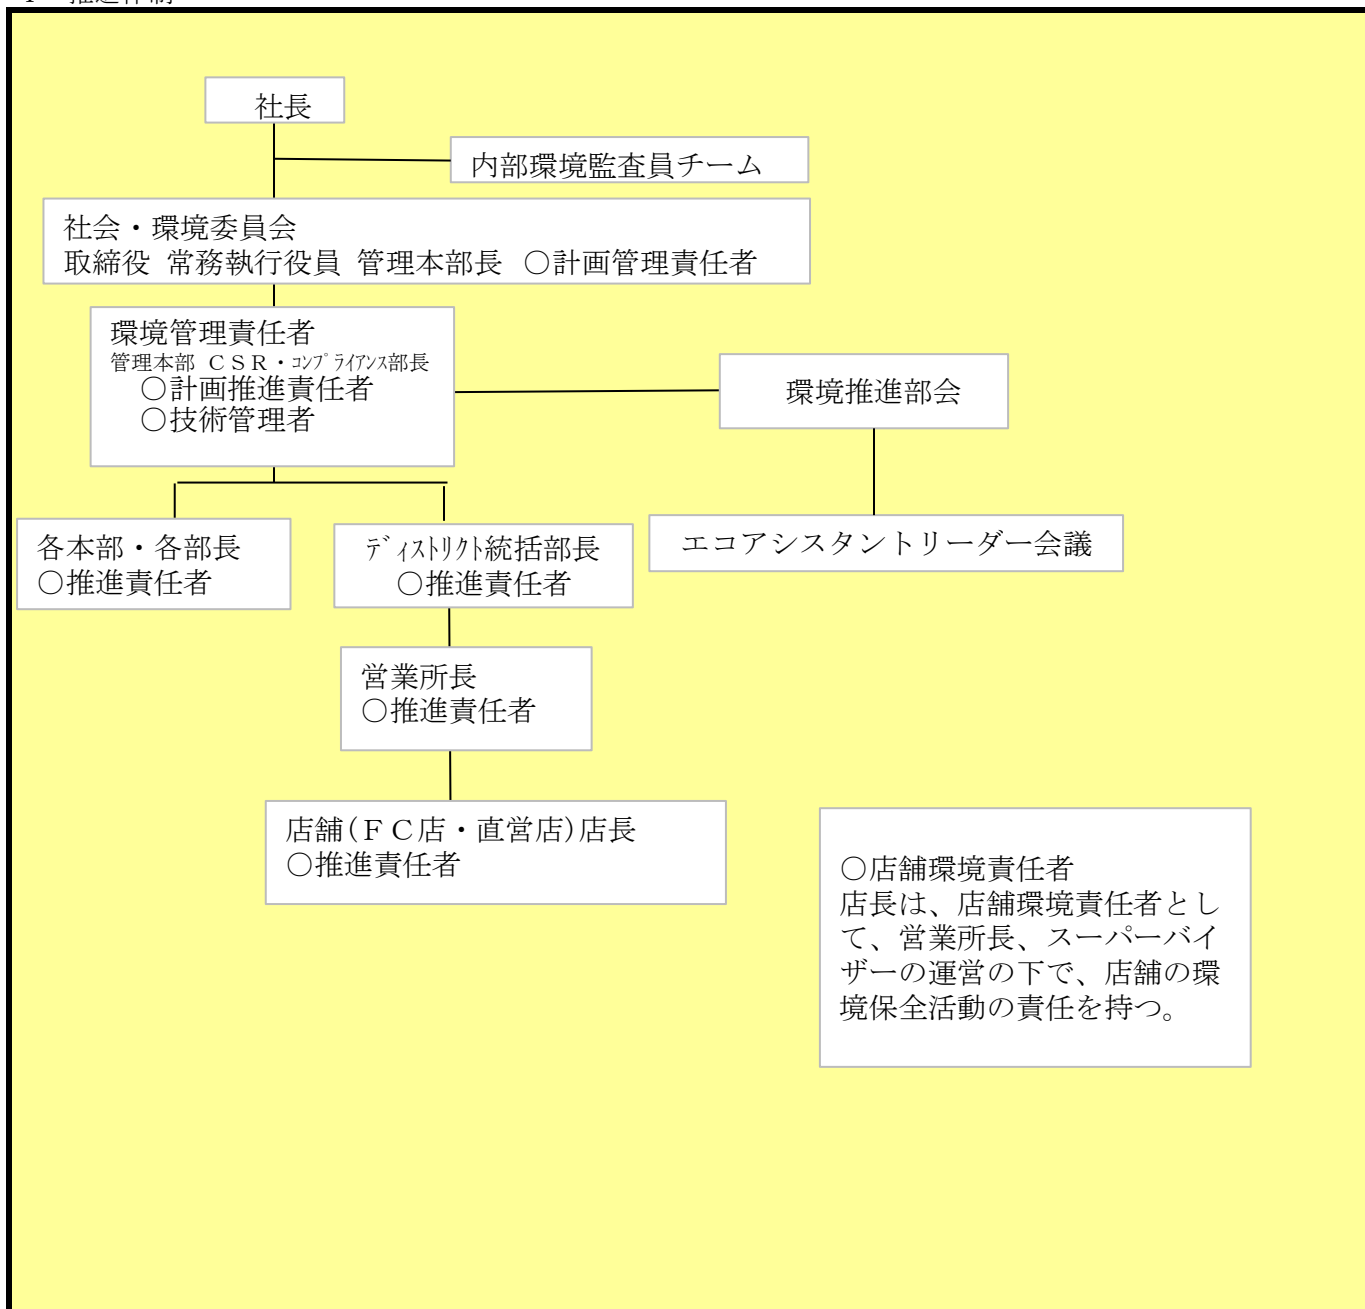 社長
内部環境監査員チーム
社会・環境委員会
取締役 常務執行役員 管理本部長 ○計画管理責任者
環境管理責任者
管理本部 ＣＳＲ・ｺﾝﾌﾟﾗｲｱﾝｽ部長
○計画推進責任者
○技術管理者
環境推進部会
各本部・各部長
○推進責任者
ﾃﾞｨｽﾄﾘｸﾄ統括部長
○推進責任者
エコアシスタントリーダー会議
営業所長
○推進責任者
店舗(ＦＣ店・直営店)店長
○推進責任者
○店舗環境責任者
店長は、店舗環境責任者とし
て、営業所長、スーパーバイ
ザーの運営の下で、店舗の環
境保全活動の責任を持つ。